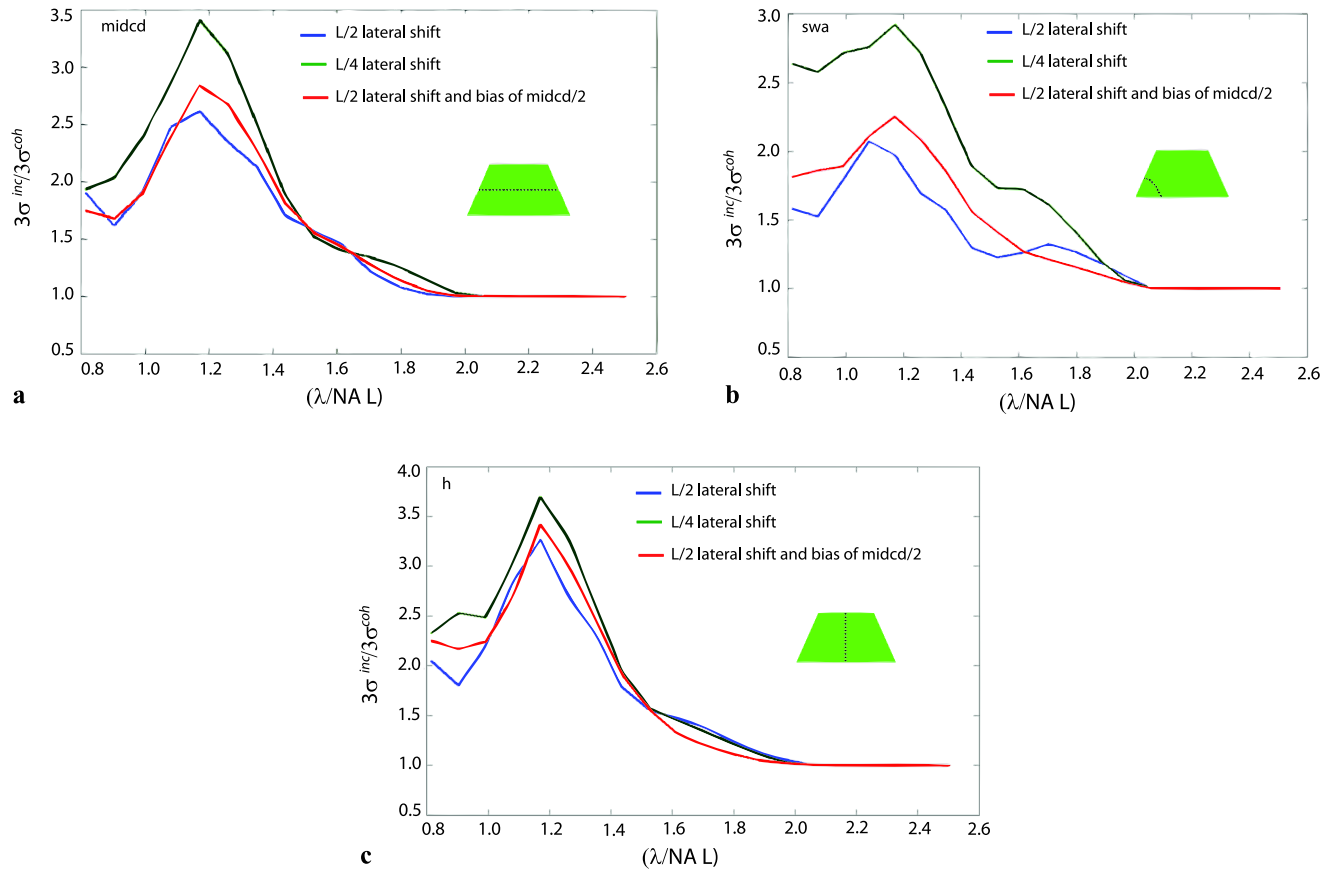 midcd
L/2 lateral shift
L/4 lateral shift
L/2 lateral shift and bias of midcd/2
3σ inc/3σcoh
3.5
3.0
2.5
2.0
1.5
1.0
0.5
0.8 1.0 1.2 1.4 1.6 1.8 2.0 2.2 2.4 2.6
a
(λ/NA L)
swa
L/2 lateral shift
L/4 lateral shift
L/2 lateral shift and bias of midcd/2
3σ inc/3σcoh
3.0
2.5
2.0
1.5
1.0
0.5
0.8 1.0 1.2 1.4 1.6 1.8 2.0 2.2 2.4 2.6
b
(λ/NA L)
h
L/2 lateral shift
L/4 lateral shift
L/2 lateral shift and bias of midcd/2
3σ inc/3σcoh
4.0
3.5
3.0
2.5
2.0
1.5
1.0
0.5
0.8 1.0 1.2 1.4 1.6 1.8 2.0 2.2 2.4 2.6
c
(λ/NA L)